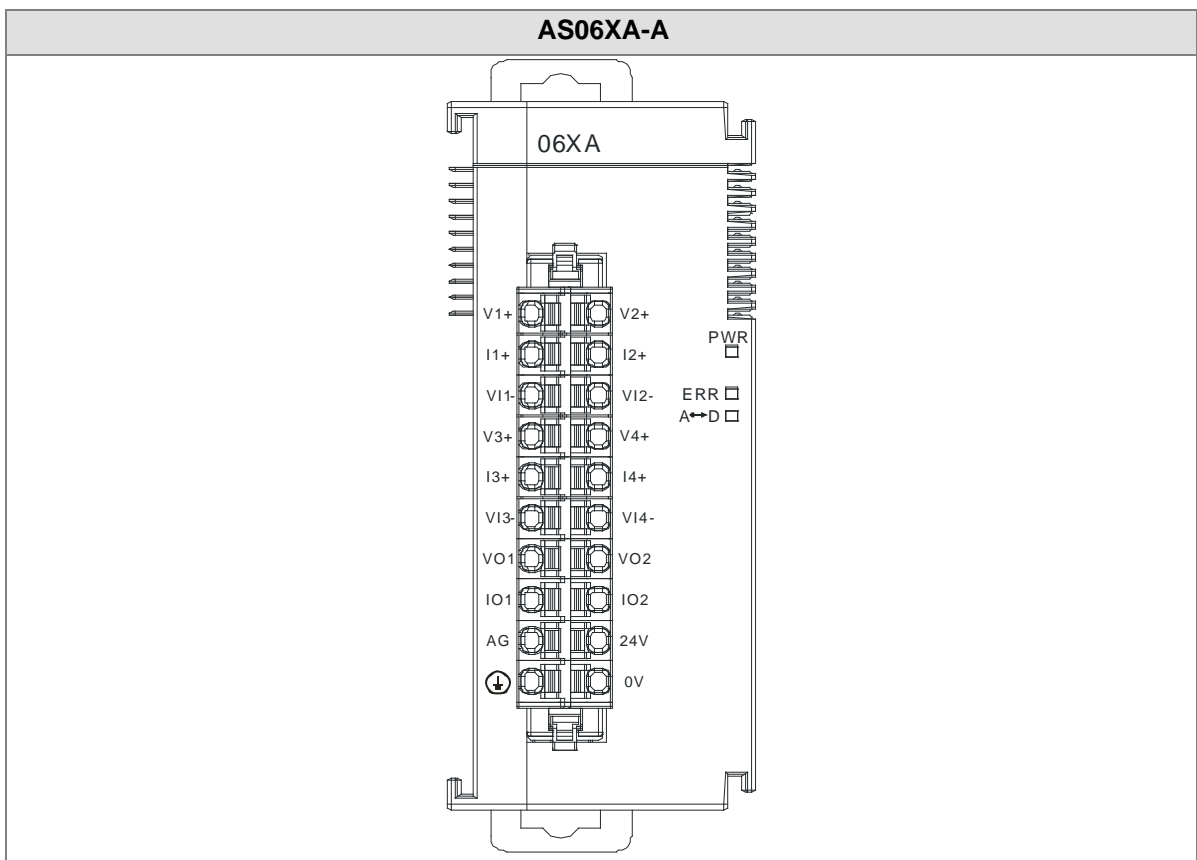 AS06XA-A
06XA
V1+ V2+
PWR
I1+ I2+
VI1- VI2-
ERR
A↔D
V3+ V4+
I3+ I4+
VI3- VI4-
VO1 VO2
IO1 IO2
AG 24V
0V